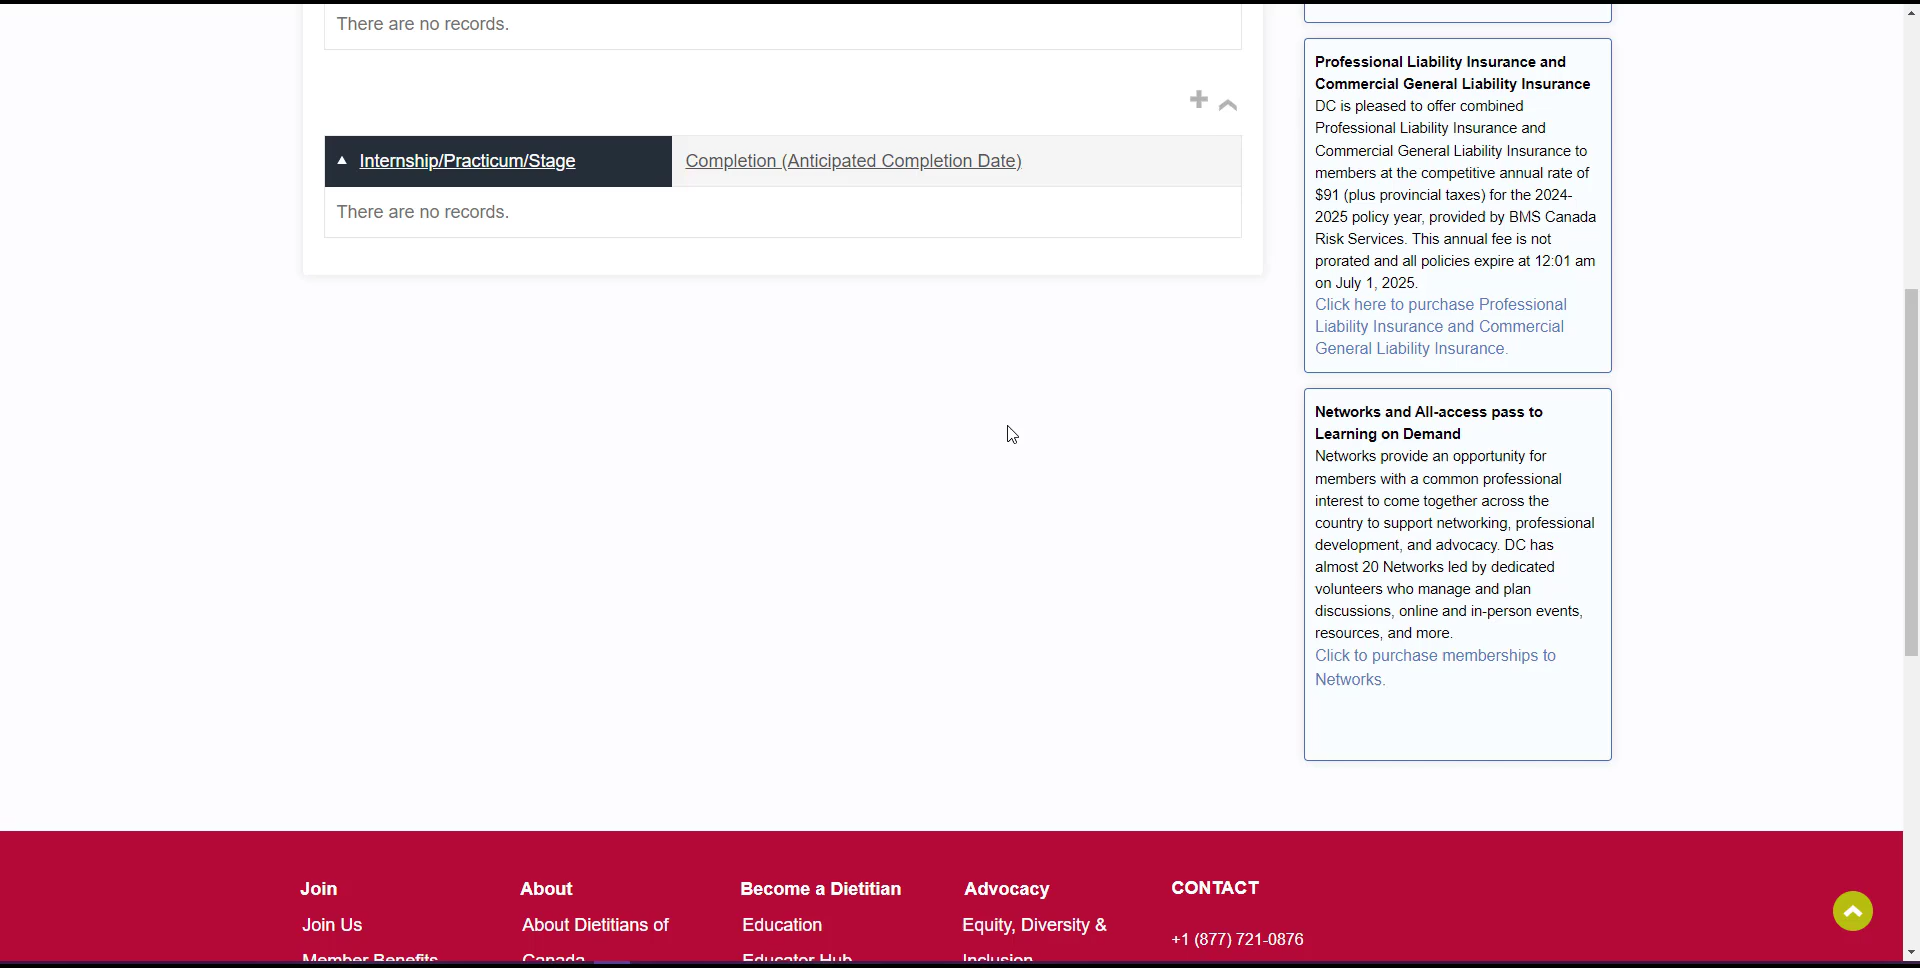 There are no records.
Internship/Practicum/Stage
Completion (Anticipated Completion Date)
There are no records.
Professional Liability Insurance and
Commercial General Liability Insurance
DC is pleased to offer combined
Professional Liability Insurance and
Commercial General Liability Insurance to
members at the competitive annual rate of
$91 (plus provincial taxes) for the 2024-
2025 policy year, provided by BMS Canada
Risk Services. This annual fee is not
prorated and all policies expire at 12:01 am
on July 1, 2025.
Click here to purchase Professional
Liability Insurance and Commercial
General Liability Insurance.
Networks and All-access pass to
Learning on Demand
Networks provide an opportunity for
members with a common professional
interest to come together across the
country to support networking, professional
development, and advocacy. DC has
almost 20 Networks led by dedicated
volunteers who manage and plan
discussions, online and in-person events,
resources, and more.
Click to purchase memberships to
Networks.
Join
Join Us
Member Benefits
About
About Dietitians of
Canada
Become a Dietitian
Education
Educator Hub
Advocacy
Equity, Diversity &
Inclusion
CONTACT
+1 (877) 721-0876